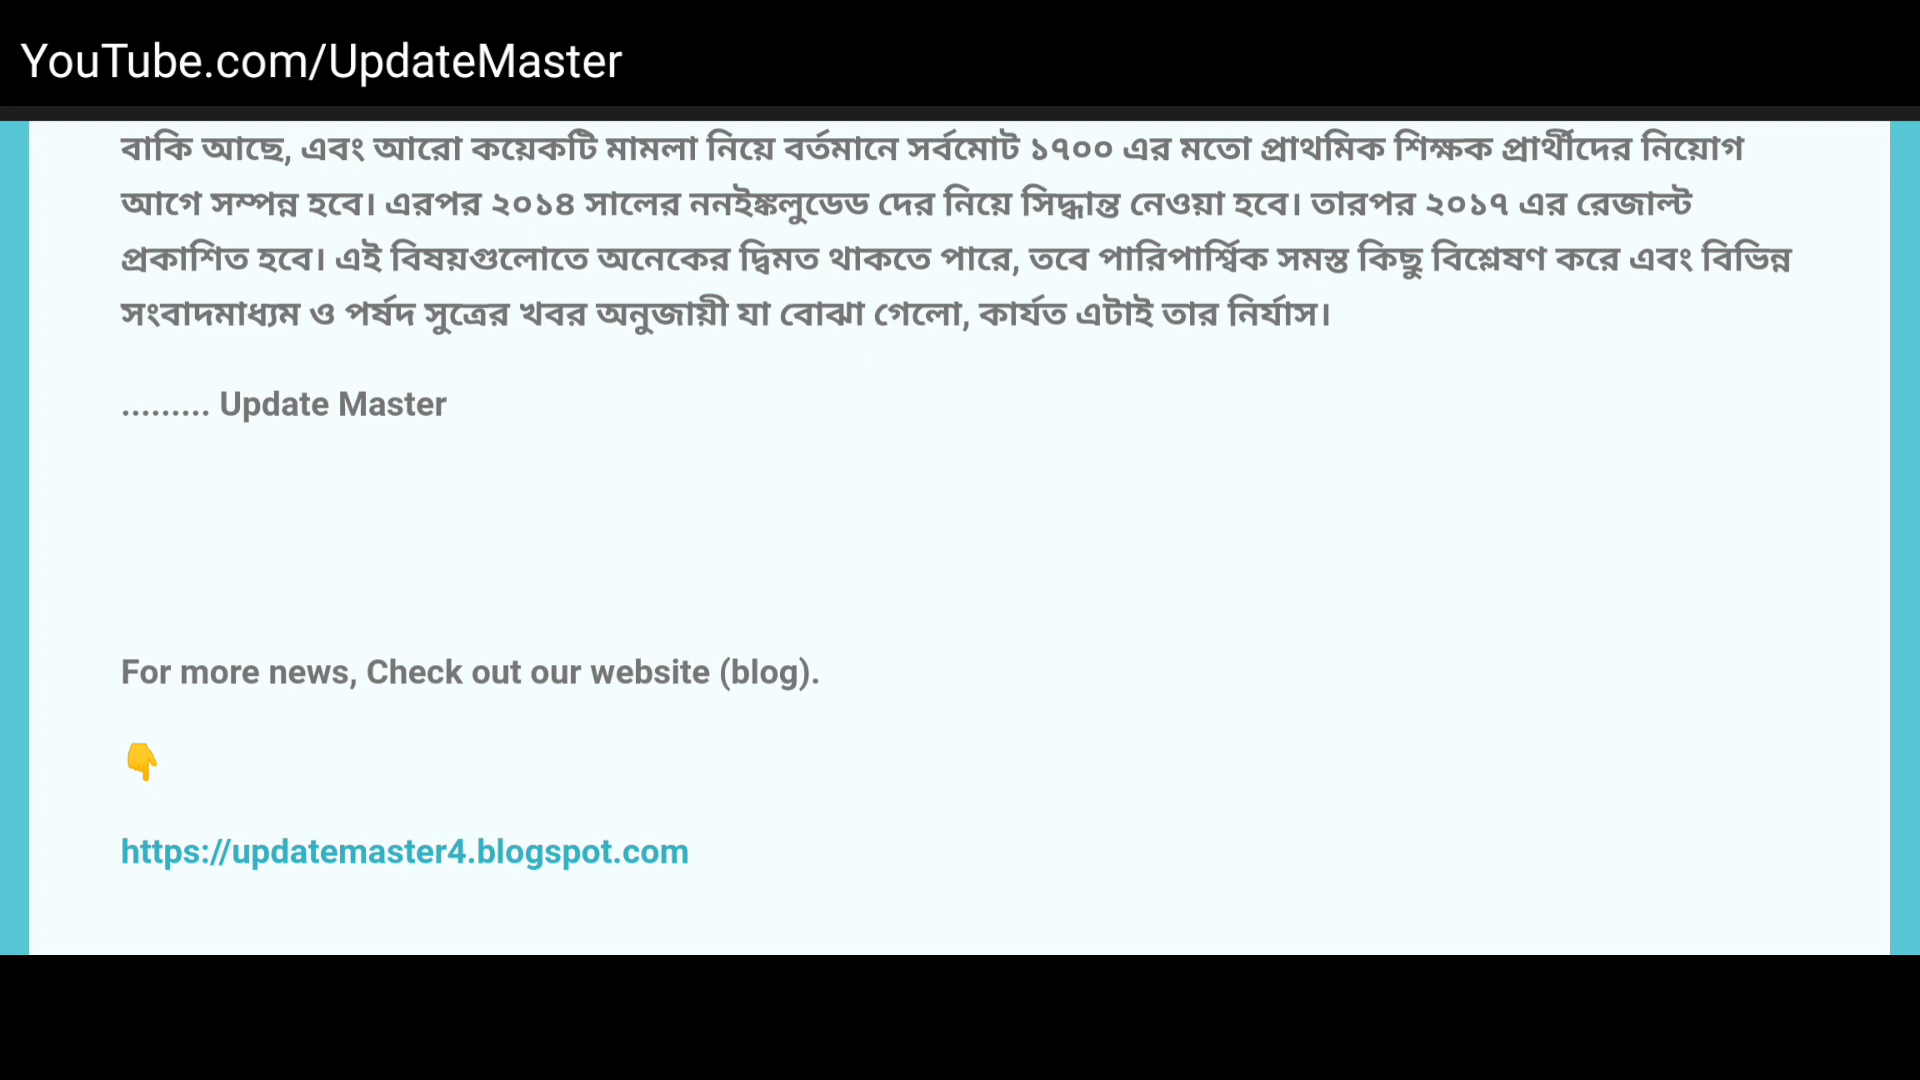 YouTube.com/UpdateMaster
বাকি আছে, এবং আরো কয়েকটি মামলা নিয়ে বর্তমানে সর্বমোট ১৭০০ এর মতো প্রাথমিক শিক্ষক প্রার্থীদের নিয়োগ
আগে সম্পন্ন হবে। এরপর ২০১৪ সালের ননইঙ্কলুডেড দের নিয়ে সিদ্ধান্ত নেওয়া হবে। তারপর ২০১৭ এর রেজাল্ট
প্রকাশিত হবে। এই বিষয়গুলোতে অনেকের দ্বিমত থাকতে পারে, তবে পারিপার্শ্বিক সমস্ত কিছু বিশ্লেষণ করে এবং বিভিন্ন
সংবাদমাধ্যম ও পর্ষদ সুত্রের খবর অনুজায়ী যা বোঝা গেলো, কার্যত এটাই তার নির্যাস।
......... Update Master
For more news, Check out our website (blog).
👇
https://updatemaster4.blogspot.com